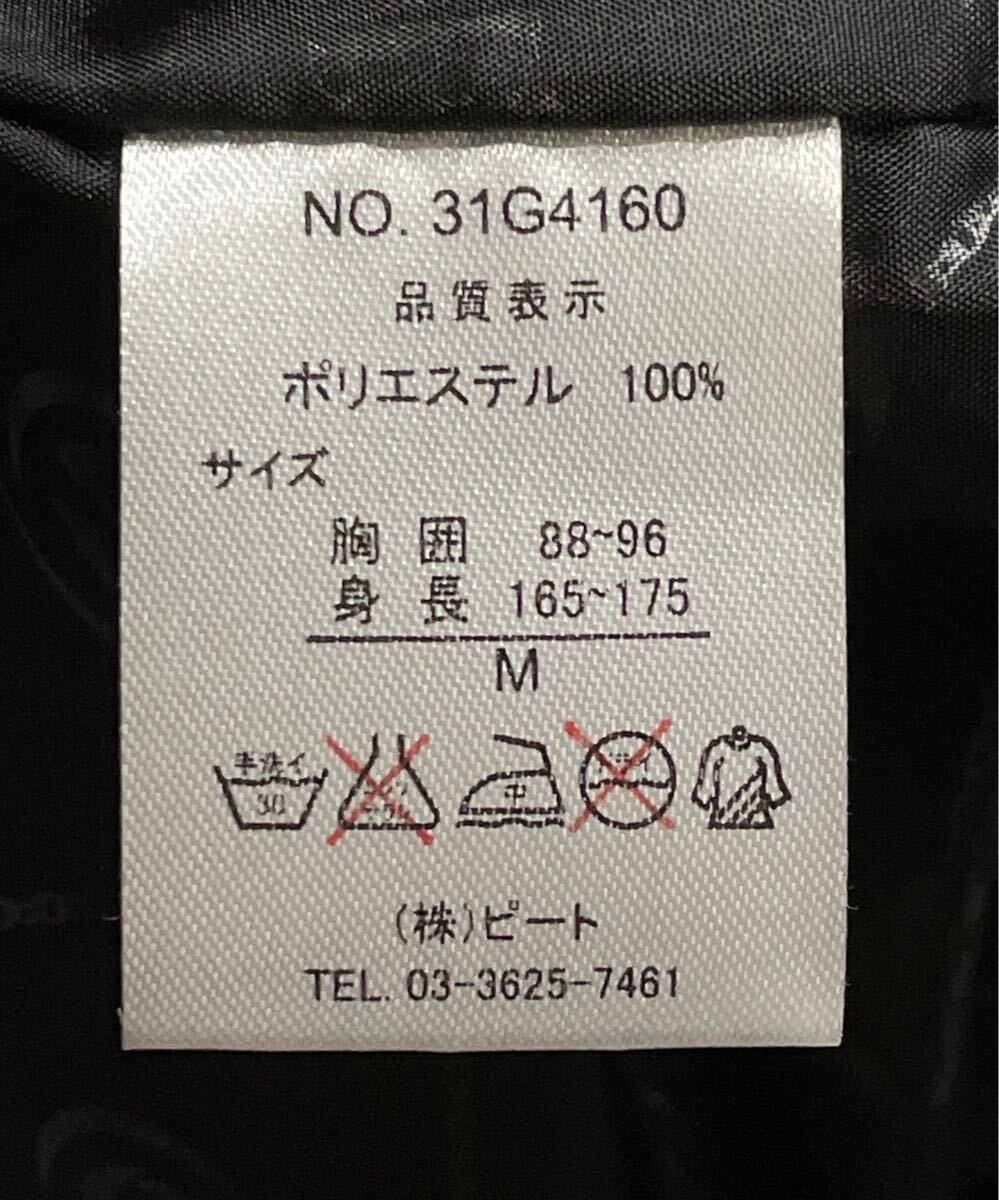 NO. 31G4160
品質表示
ポリエステル 100%
サイズ
胸囲 88~96
身長 165~175
M
手洗イ
30
中
(株)ピート
TEL. 03-3625-7461